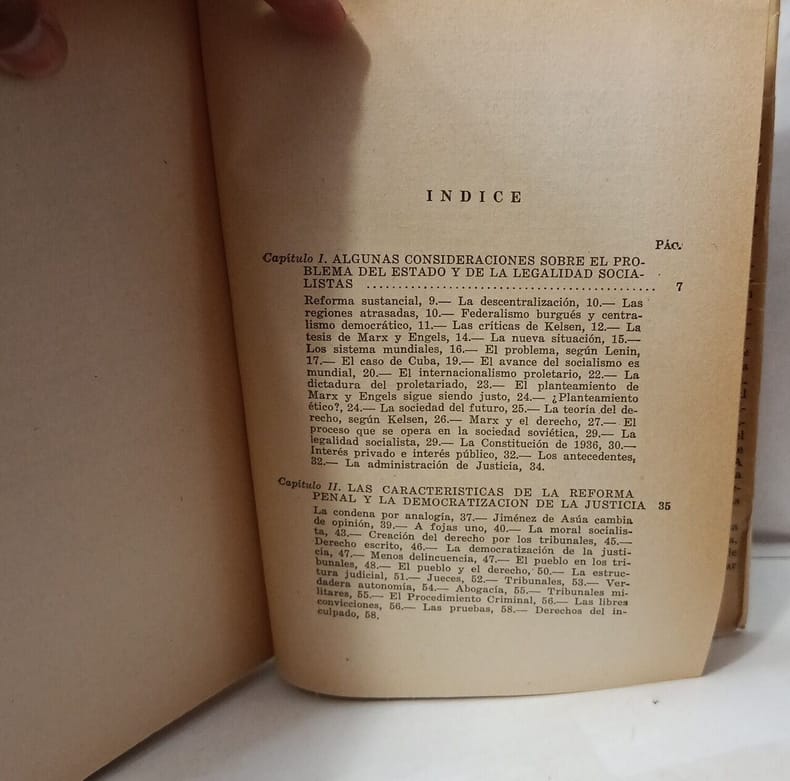 INDICE
PÁG.
Capítulo I. ALGUNAS CONSIDERACIONES SOBRE EL PRO-
BLEMA DEL ESTADO Y DE LA LEGALIDAD SOCIA-
LISTAS ............................................ 7
Reforma sustancial, 9.— La descentralización, 10.— Las
regiones atrasadas, 10.— Federalismo burgués y centra-
lismo democrático, 11.— Las críticas de Kelsen, 12.— La
tesis de Marx y Engels, 14.— La nueva situación, 15.—
Los sistema mundiales, 16.— El problema, según Lenin,
17.— El caso de Cuba, 19.— El avance del socialismo es
mundial, 20.— El internacionalismo proletario, 22.— La
dictadura del proletariado, 23.— El planteamiento de
Marx y Engels sigue siendo justo, 24.— ¿Planteamiento
ético?, 24.— La sociedad del futuro, 25.— La teoría del de-
recho, según Kelsen, 26.— Marx y el derecho, 27.— El
proceso que se opera en la sociedad soviética, 29.— La
legalidad socialista, 29.— La Constitución de 1936, 30.—
Interés privado e interés público, 32.— Los antecedentes,
32.— La administración de Justicia, 34.
Capítulo II. LAS CARACTERISTICAS DE LA REFORMA
PENAL Y LA DEMOCRATIZACION DE LA JUSTICIA 35
La condena por analogía, 37.— Jiménez de Asúa cambia
de opinión, 39.— A fojas uno, 40.— La moral socialis-
ta, 43.— Creación del derecho por los tribunales, 45.—
Derecho escrito, 46.— La democratización de la justi-
cia, 47.— Menos delincuencia, 47.— El pueblo en los tri-
bunales, 48.— El pueblo y el derecho, 50.— La estruc-
tura judicial, 51.— Jueces, 52.— Tribunales, 53.— Ver-
dadera autonomía, 54.— Abogacía, 55.— Tribunales mi-
litares, 55.— El Procedimiento Criminal, 56.— Las libres
convicciones, 56.— Las pruebas, 58.— Derechos del in-
culpado, 58.